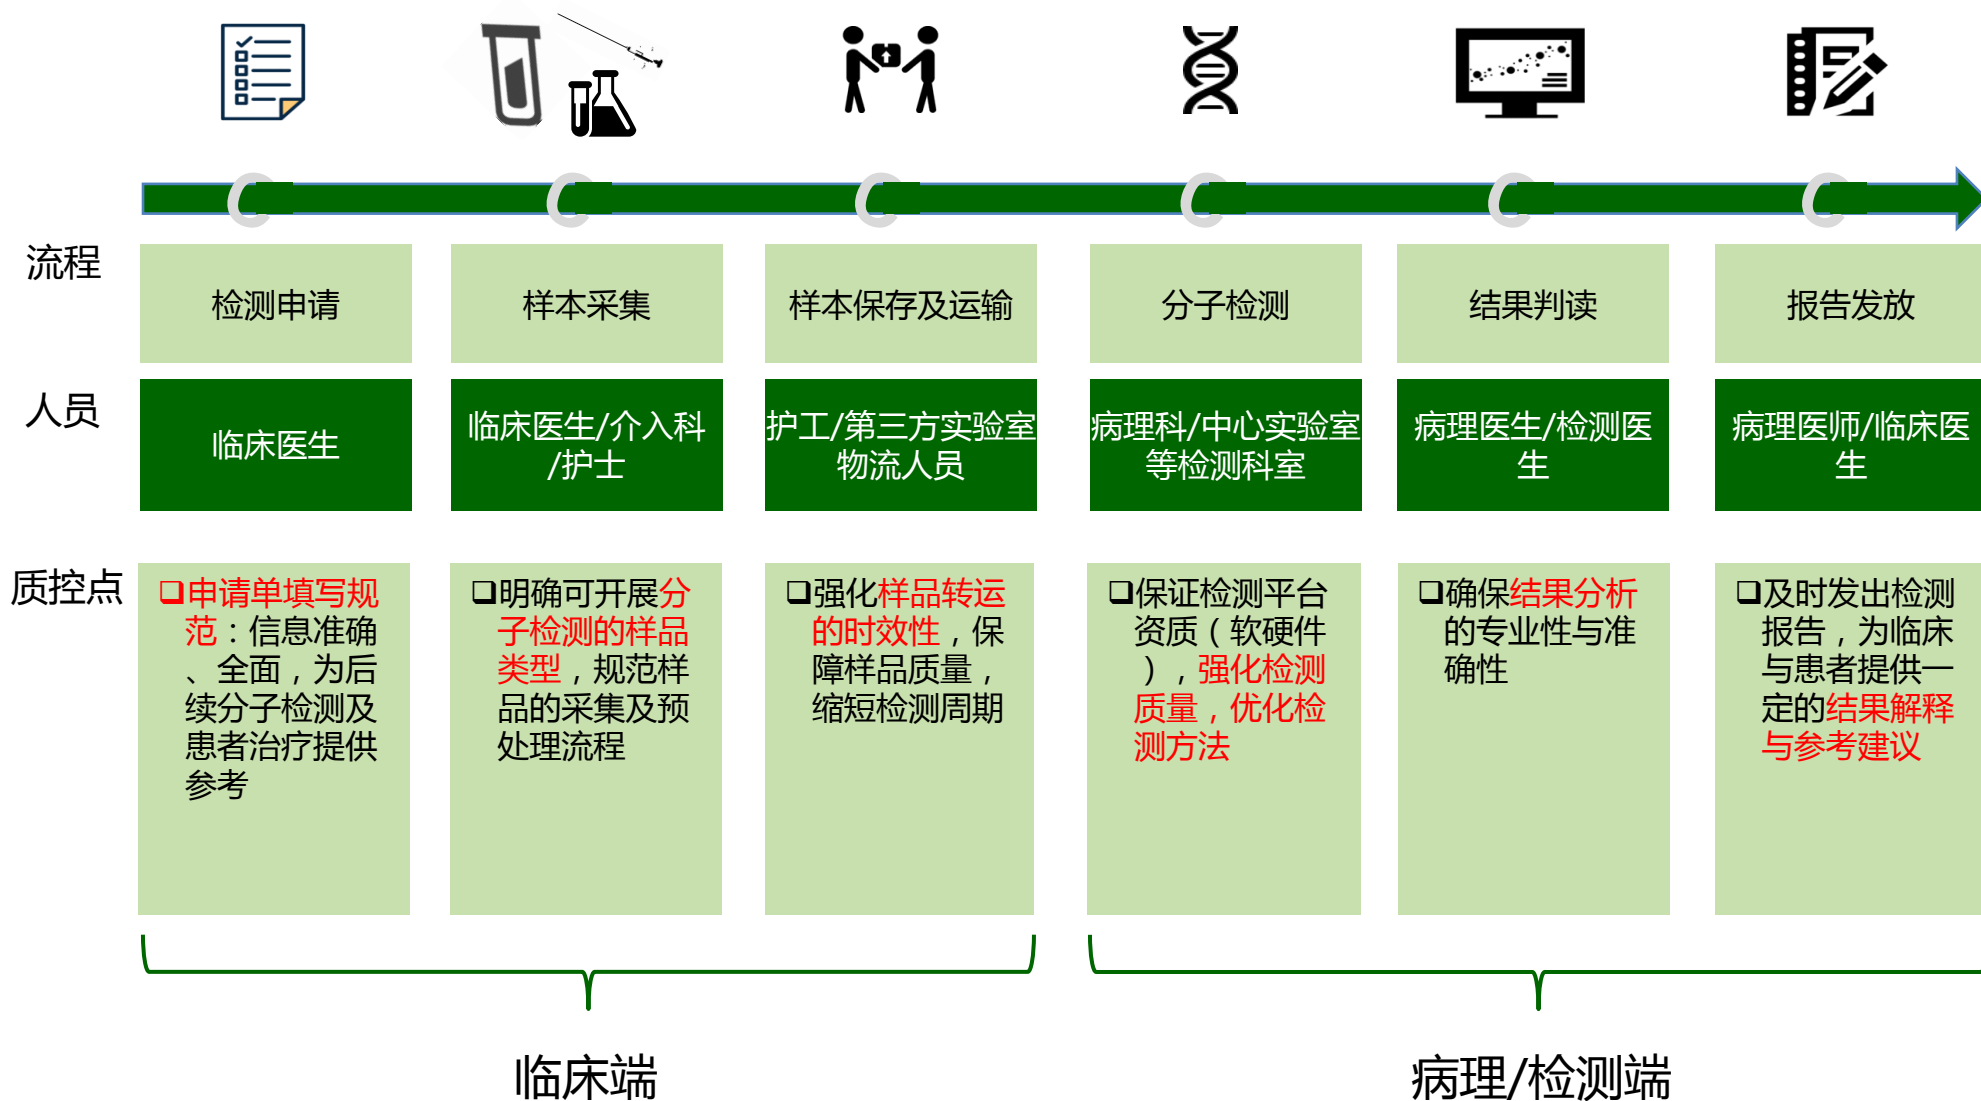 流程
检测申请
样本采集
样本保存及运输
分子检测
结果判读
报告发放
人员
临床医生
临床医生/介入科
/护士
护工/第三方实验室
物流人员
病理科/中心实验室
等检测科室
病理医生/检测医
生
病理医师/临床医
生
质控点
❑申请单填写规
范：信息准确
、全面，为后
续分子检测及
患者治疗提供
参考
❑明确可开展分
子检测的样品
类型，规范样
品的采集及预
处理流程
❑强化样品转运
的时效性，保
障样品质量，
缩短检测周期
❑保证检测平台
资质（软硬件
），强化检测
质量，优化检
测方法
❑确保结果分析
的专业性与准
确性
❑及时发出检测
报告，为临床
与患者提供一
定的结果解释
与参考建议
临床端
病理/检测端